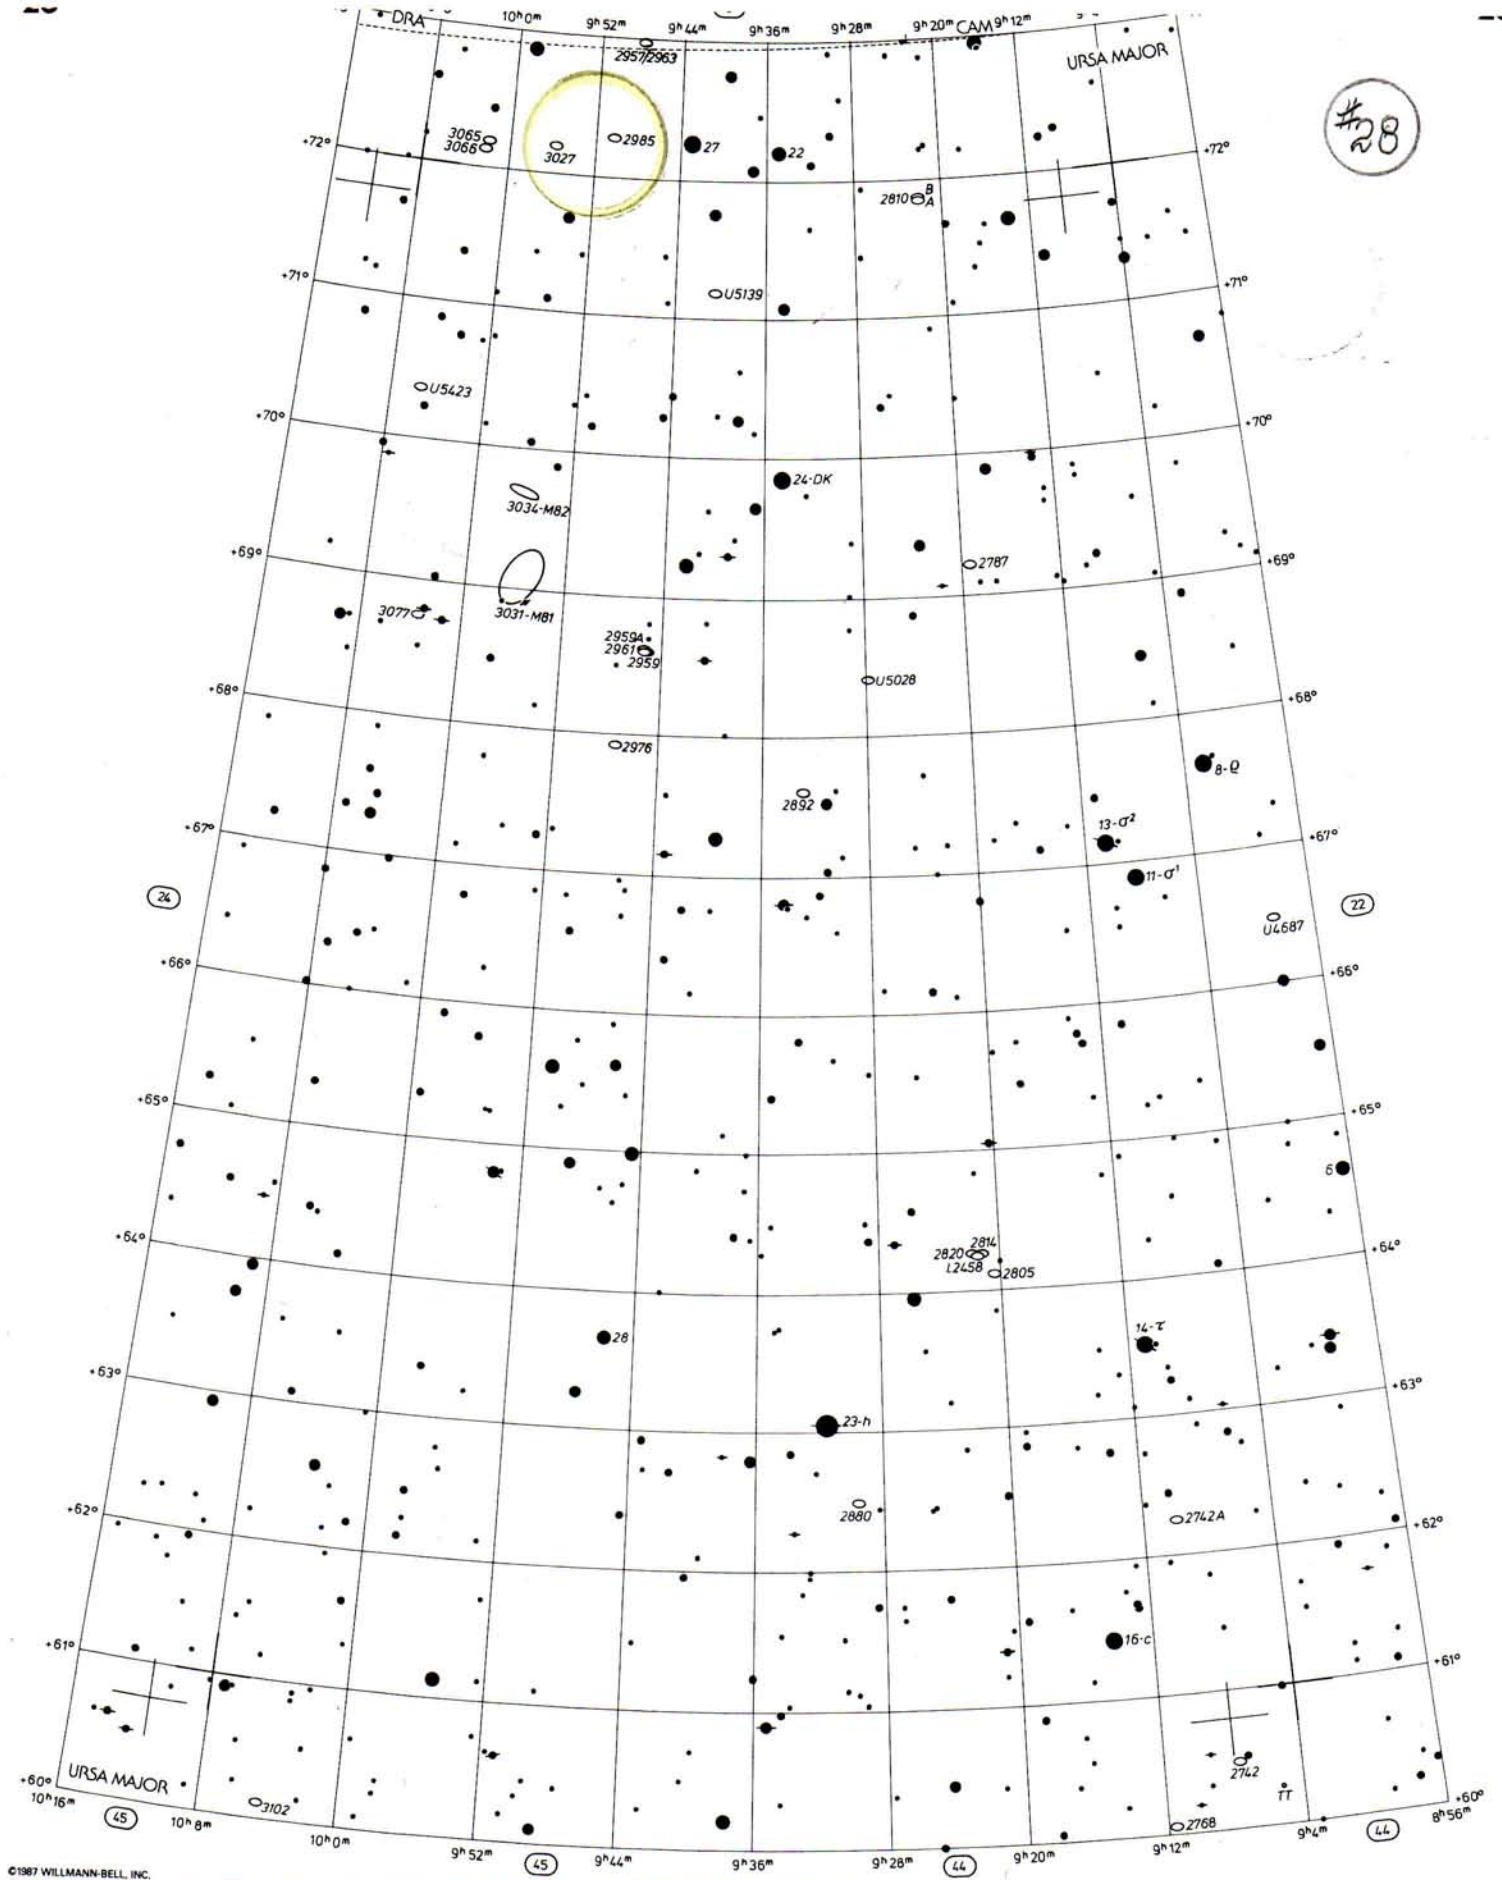 DRA
10ʰ0ᵐ
9ʰ52ᵐ
9ʰ44ᵐ
9ʰ36ᵐ
9ʰ28ᵐ
9ʰ20ᵐ
CAM
9ʰ12ᵐ
2957/2963
URSA MAJOR
#28
3065
3066
3027
2985
27
22
+72°
+72°
2810
B
A
+71°
U5139
+71°
U5423
+70°
+70°
24-DK
3034-M82
+69°
2787
+69°
3077
3031-M81
2959A
2961
2959
U5028
+68°
+68°
2976
8-ϱ
2892
+67°
13-σ²
+67°
11-σ¹
24
22
U4687
+66°
+66°
+65°
+65°
6
+64°
2814
2820
L2458
2805
+64°
28
14-τ
+63°
+63°
23-h
+62°
2880
2742A
+62°
+61°
16-c
+61°
URSA MAJOR
2742
TT
+60°
3102
2768
+60°
10ʰ16ᵐ
45
10ʰ8ᵐ
10ʰ0ᵐ
9ʰ52ᵐ
45
9ʰ44ᵐ
9ʰ36ᵐ
9ʰ28ᵐ
44
9ʰ20ᵐ
9ʰ12ᵐ
9ʰ4ᵐ
44
8ʰ56ᵐ
©1987 WILLMANN-BELL, INC.